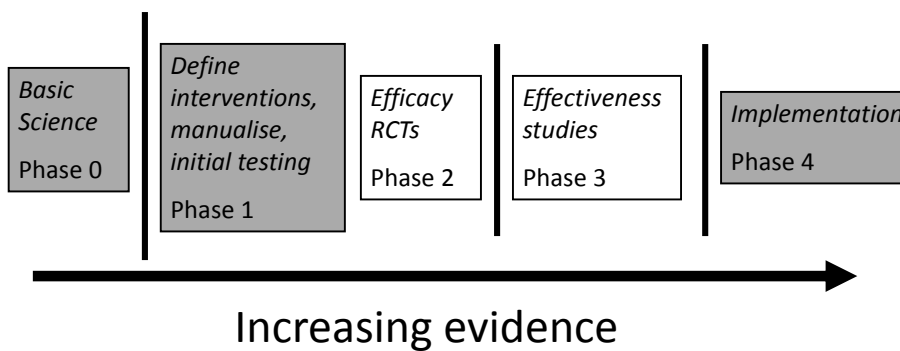 Basic
Science
Phase 0
Define
interventions,
manualise,
initial testing
Phase 1
Efficacy
RCTs
Phase 2
Effectiveness
studies
Phase 3
Implementation
Phase 4
Increasing evidence